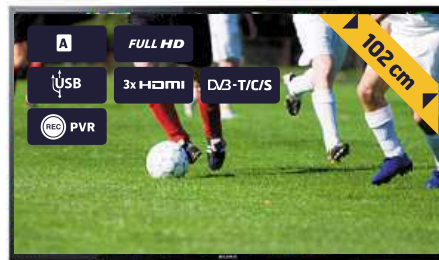 A
FULL HD
USB
3x HDMI
DVB-T/C/S
REC PVR
102 cm